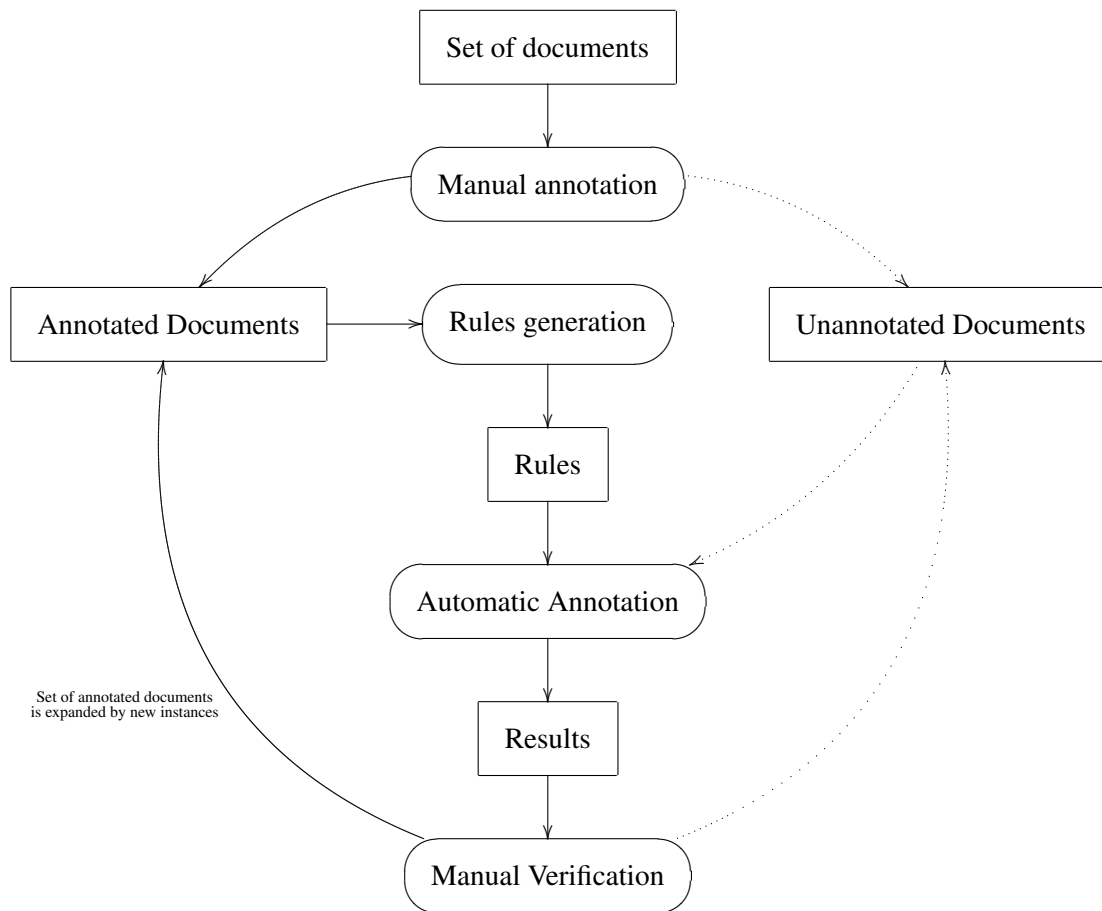 Set of documents
Manual annotation
Annotated Documents
Rules generation
Unannotated Documents
Rules
Automatic Annotation
Set of annotated documents
is expanded by new instances
Results
Manual Verification